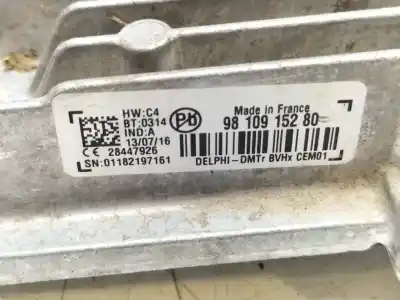 HW:C4
BT:0314
IND:A
13/07/16
CE 28447926
SN:01182197161
Pb
Made in France
98 109 152 80
DELPHI-DMTr BVHx CEM01